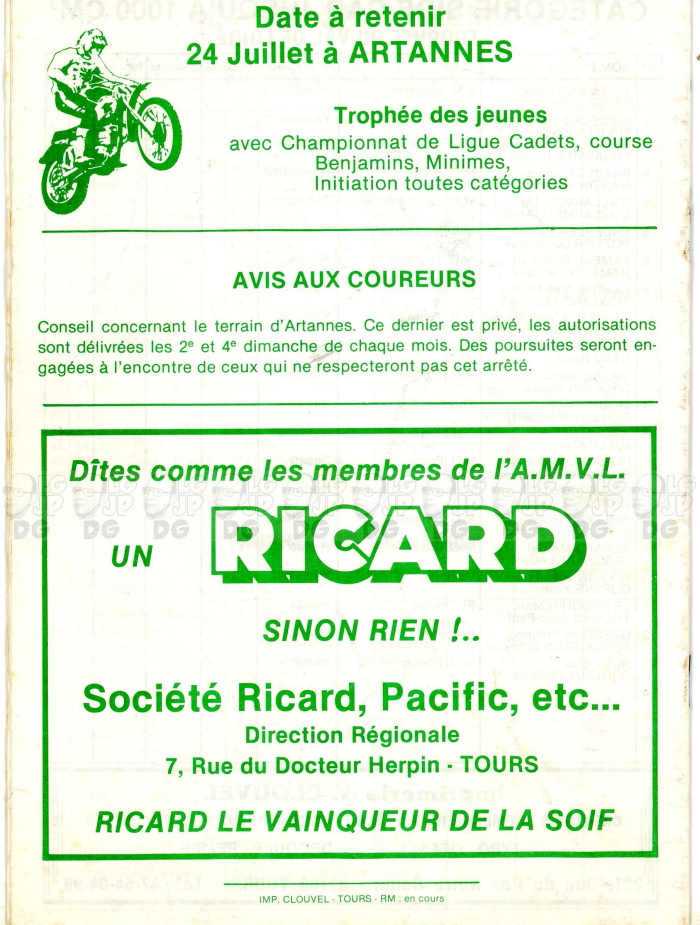 Date à retenir
24 Juillet à ARTANNES
Trophée des jeunes
avec Championnat de Ligue Cadets, course
Benjamins, Minimes,
Initiation toutes catégories
AVIS AUX COUREURS
Conseil concernant le terrain d'Artannes. Ce dernier est privé, les autorisations
sont délivrées les 2e et 4e dimanche de chaque mois. Des poursuites seront en-
gagées à l'encontre de ceux qui ne respecteront pas cet arrêté.
Dîtes comme les membres de l'A.M.V.L.
UN RICARD
SINON RIEN !..
Société Ricard, Pacific, etc...
Direction Régionale
7, Rue du Docteur Herpin - TOURS
RICARD LE VAINQUEUR DE LA SOIF
IMP. CLOUVEL - TOURS - RM : en cours